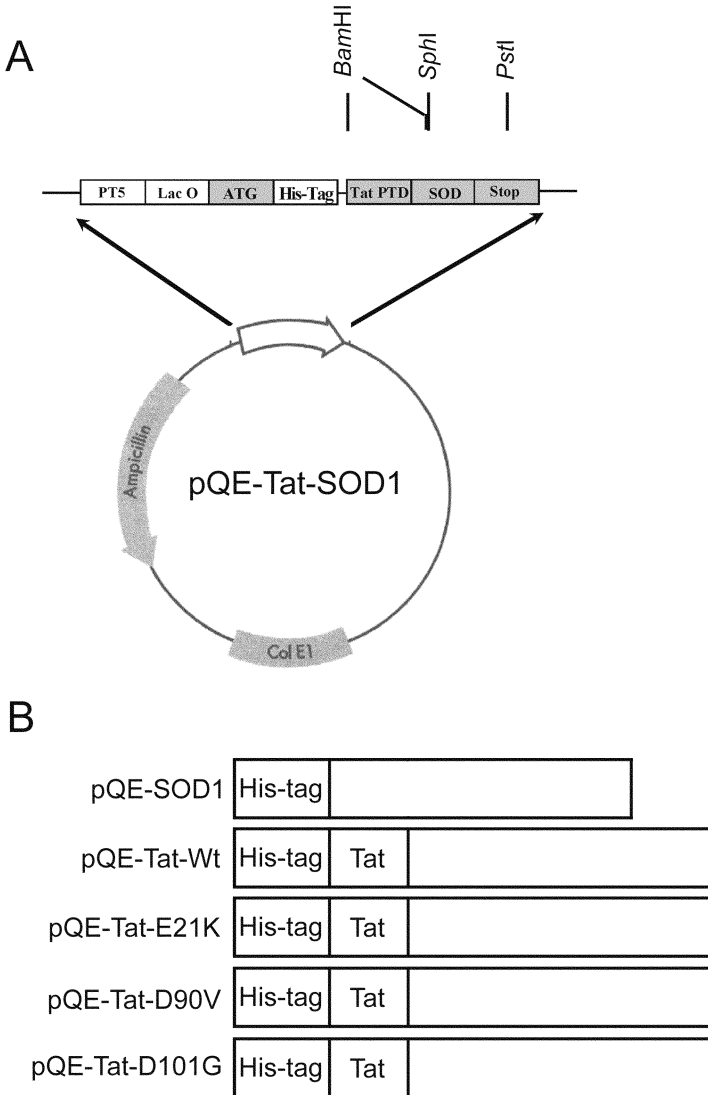 A
BamHI
SphI
PstI
PT5 Lac O ATG His-Tag Tat PTD SOD Stop
Ampicillin
pQE-Tat-SOD1
Col E1
B
pQE-SOD1 His-tag
pQE-Tat-Wt His-tag Tat
pQE-Tat-E21K His-tag Tat
pQE-Tat-D90V His-tag Tat
pQE-Tat-D101G His-tag Tat